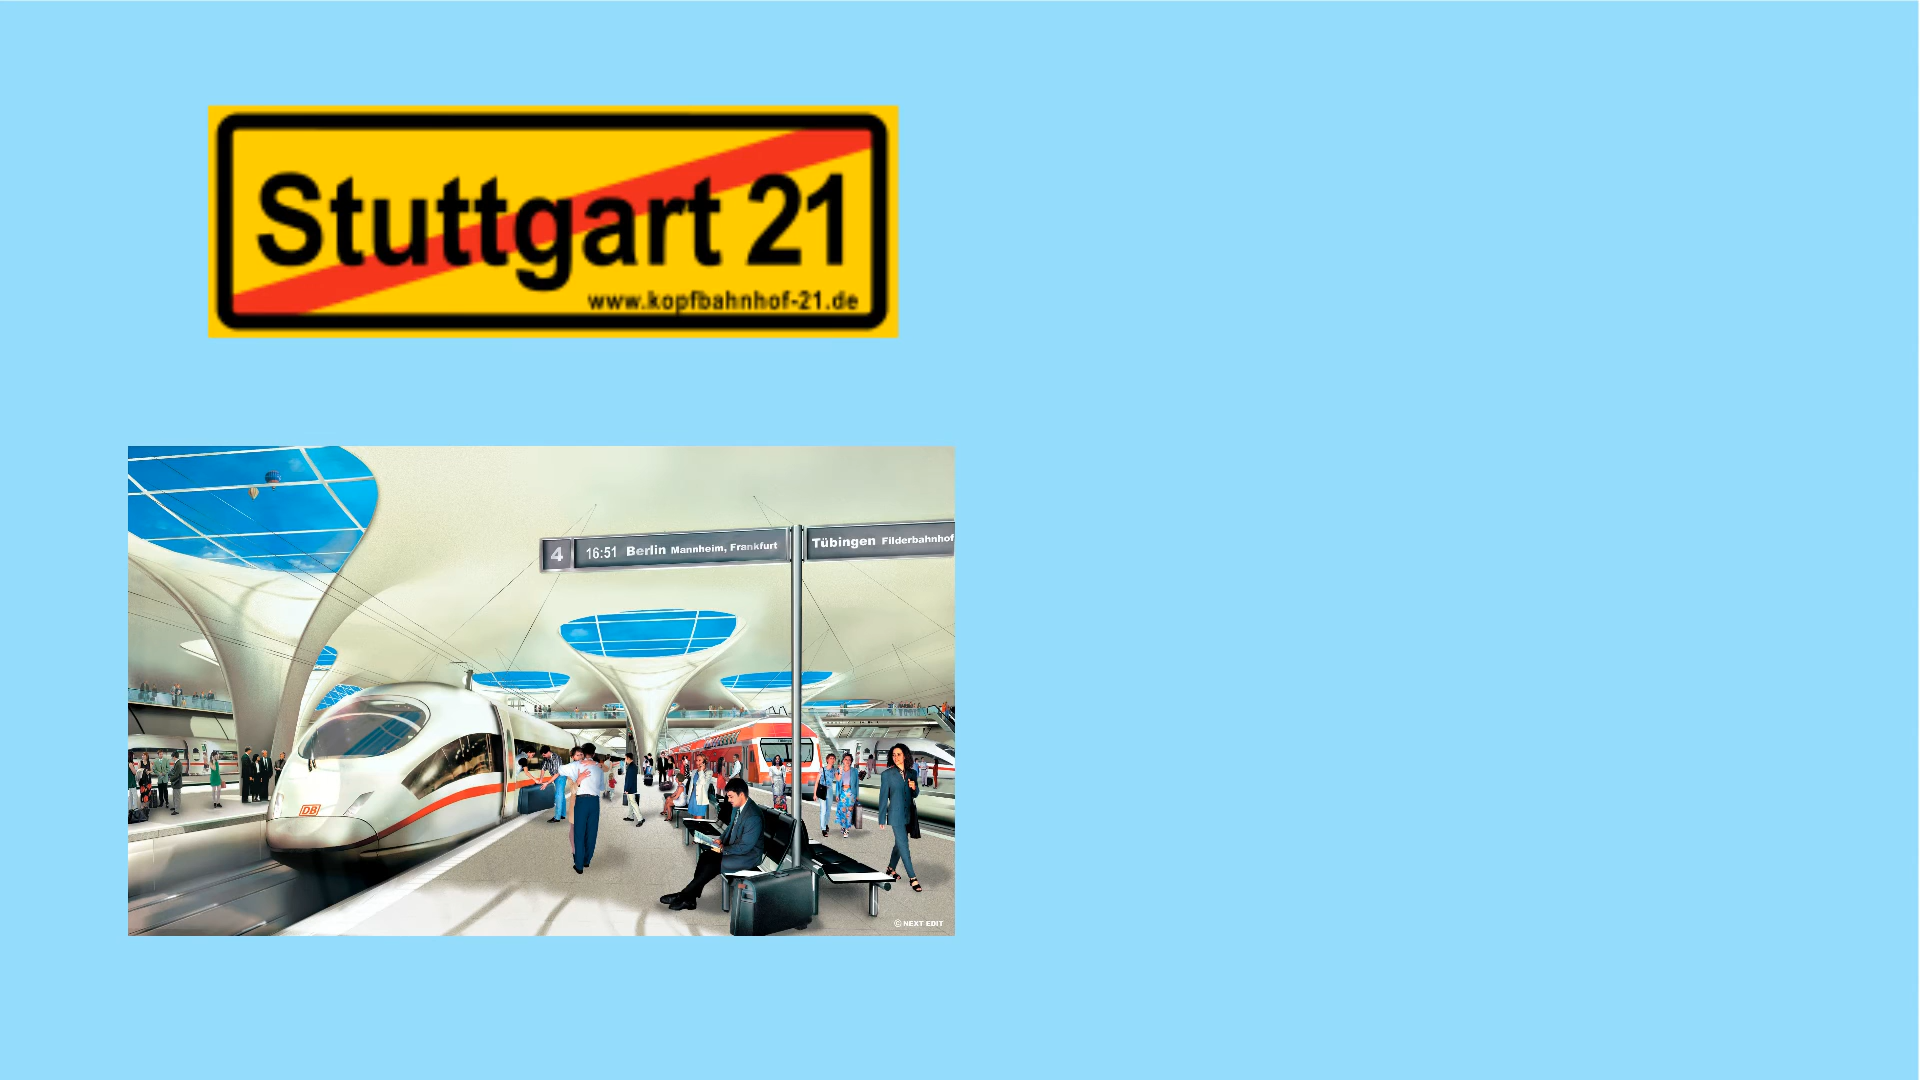 Stuttgart 21
www.kopfbahnhof-21.de
4 16:51 Berlin Mannheim, Frankfurt
Tübingen Filderbahnhof
DB
© NEXT EDIT